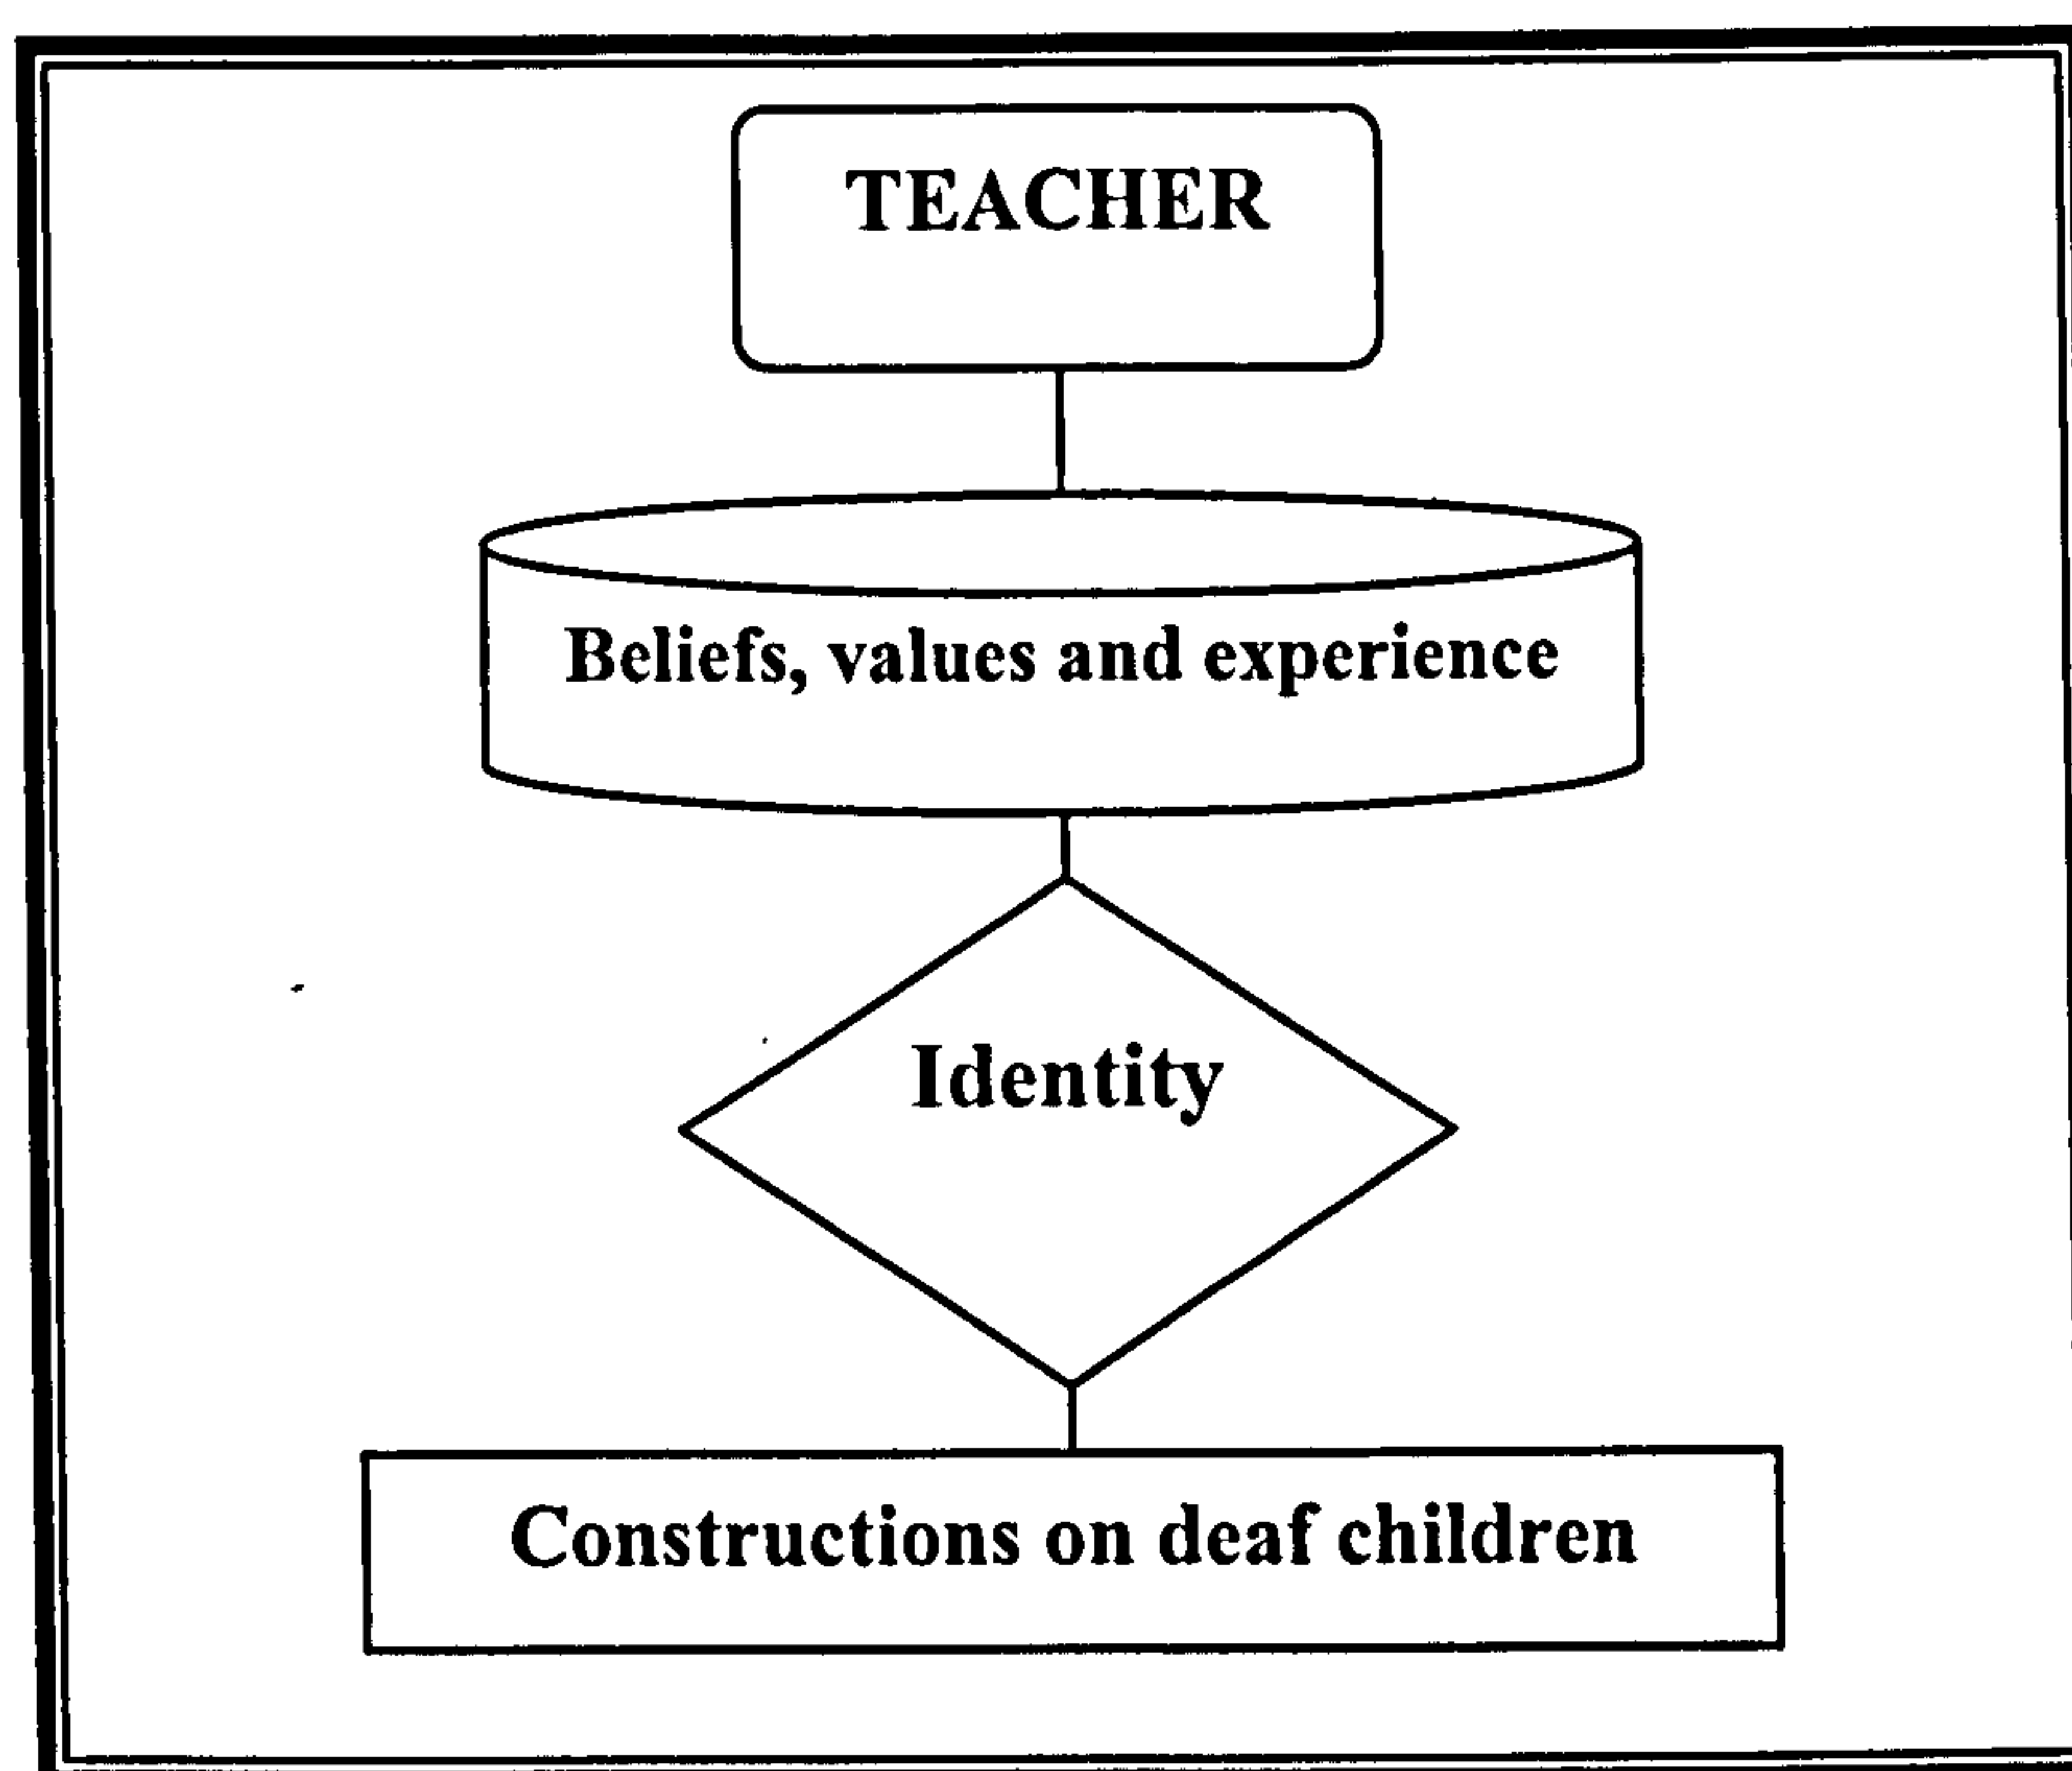 TEACHER
Beliefs, values and experience
Identity
Constructions on deaf children